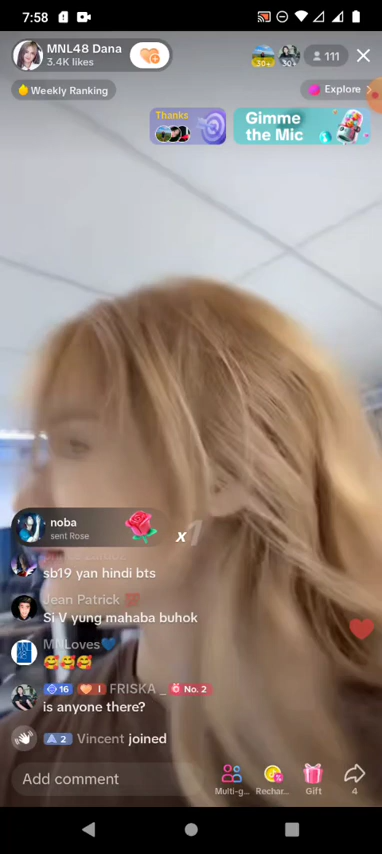 7:58
MNL48 Dana
3.4K likes
30+
30+
111
Weekly Ranking
Explore
Thanks
Gimme
the Mic
noba
sent Rose
x1
sb19 yan hindi bts
Jean Patrick 💯
Si V yung mahaba buhok
MNLoves💙
🥰🥰🥰
16 I FRISKA _ No. 2
is anyone there?
2 Vincent joined
Add comment
Multi-g...
Rechar...
Gift
4